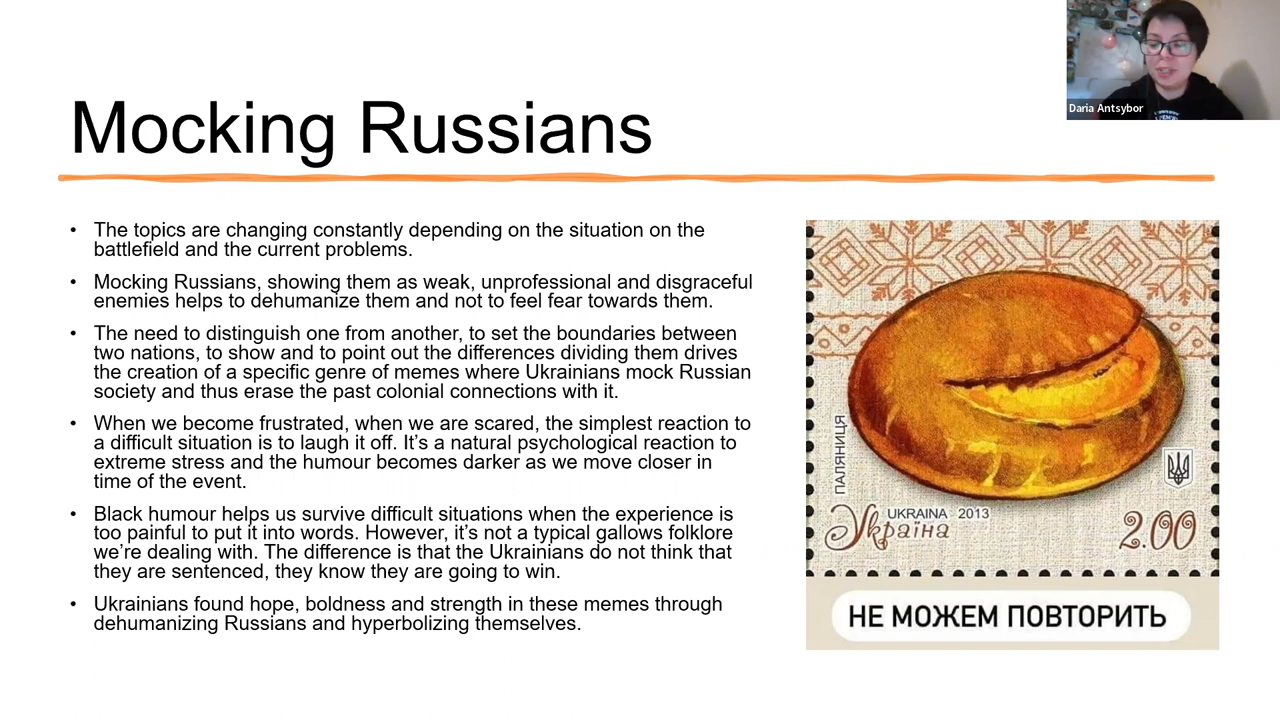 Daria Antsybor
Mocking Russians
• The topics are changing constantly depending on the situation on the
battlefield and the current problems.
• Mocking Russians, showing them as weak, unprofessional and disgraceful
enemies helps to dehumanize them and not to feel fear towards them.
• The need to distinguish one from another, to set the boundaries between
two nations, to show and to point out the differences dividing them drives
the creation of a specific genre of memes where Ukrainians mock Russian
society and thus erase the past colonial connections with it.
• When we become frustrated, when we are scared, the simplest reaction to
a difficult situation is to laugh it off. It’s a natural psychological reaction to
extreme stress and the humour becomes darker as we move closer in
time of the event.
• Black humour helps us survive difficult situations when the experience is
too painful to put it into words. However, it’s not a typical gallows folklore
we’re dealing with. The difference is that the Ukrainians do not think that
they are sentenced, they know they are going to win.
• Ukrainians found hope, boldness and strength in these memes through
dehumanizing Russians and hyperbolizing themselves.
ПАЛЯНИЦЯ
UKRAINA 2013
Україна
2.00
НЕ МОЖЕМ ПОВТОРИТЬ